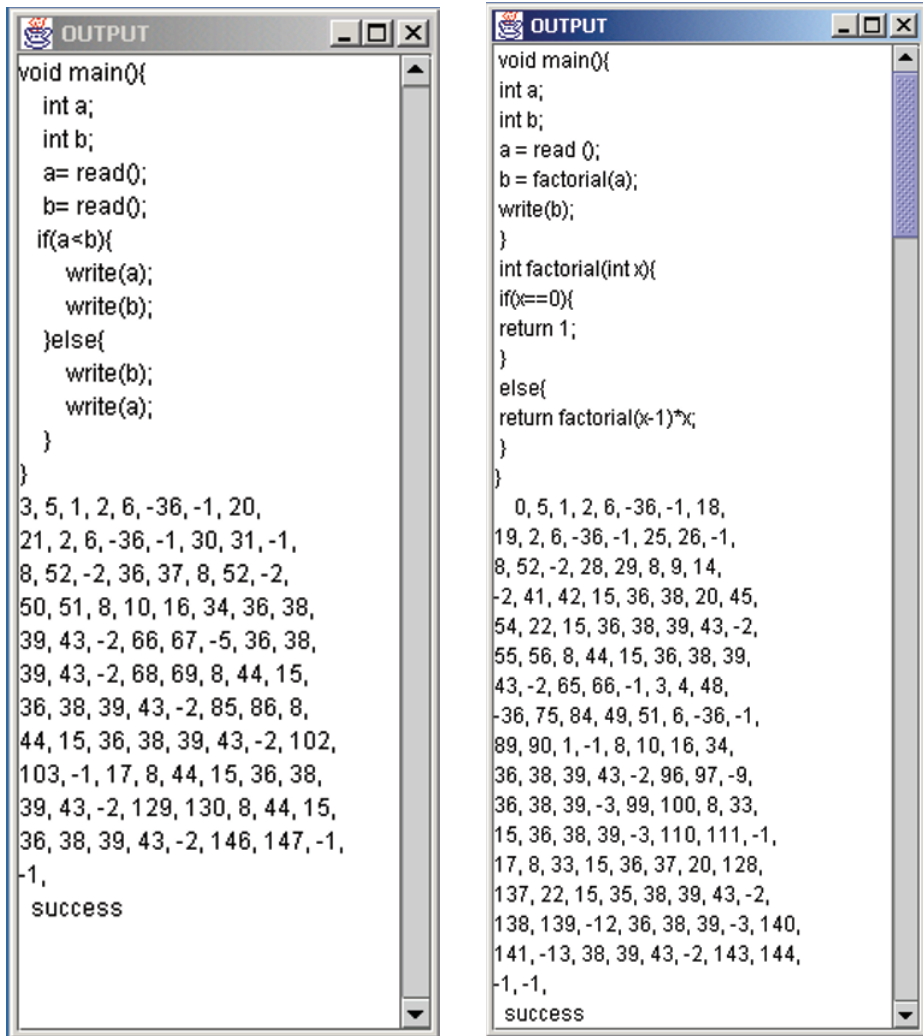 OUTPUT
void main(){
int a;
int b;
a= read();
b= read();
if(a<b){
write(a);
write(b);
}else{
write(b);
write(a);
}
}
3, 5, 1, 2, 6, -36, -1, 20,
21, 2, 6, -36, -1, 30, 31, -1,
8, 52, -2, 36, 37, 8, 52, -2,
50, 51, 8, 10, 16, 34, 36, 38,
39, 43, -2, 66, 67, -5, 36, 38,
39, 43, -2, 68, 69, 8, 44, 15,
36, 38, 39, 43, -2, 85, 86, 8,
44, 15, 36, 38, 39, 43, -2, 102,
103, -1, 17, 8, 44, 15, 36, 38,
39, 43, -2, 129, 130, 8, 44, 15,
36, 38, 39, 43, -2, 146, 147, -1,
-1,
success
OUTPUT
void main(){
int a;
int b;
a = read ();
b = factorial(a);
write(b);
}
int factorial(int x){
if(x==0){
return 1;
}
else{
return factorial(x-1)*x;
}
}
0, 5, 1, 2, 6, -36, -1, 18,
19, 2, 6, -36, -1, 25, 26, -1,
8, 52, -2, 28, 29, 8, 9, 14,
-2, 41, 42, 15, 36, 38, 20, 45,
54, 22, 15, 36, 38, 39, 43, -2,
55, 56, 8, 44, 15, 36, 38, 39,
43, -2, 65, 66, -1, 3, 4, 48,
-36, 75, 84, 49, 51, 6, -36, -1,
89, 90, 1, -1, 8, 10, 16, 34,
36, 38, 39, 43, -2, 96, 97, -9,
36, 38, 39, -3, 99, 100, 8, 33,
15, 36, 38, 39, -3, 110, 111, -1,
17, 8, 33, 15, 36, 37, 20, 128,
137, 22, 15, 35, 38, 39, 43, -2,
138, 139, -12, 36, 38, 39, -3, 140,
141, -13, 38, 39, 43, -2, 143, 144,
-1, -1,
success